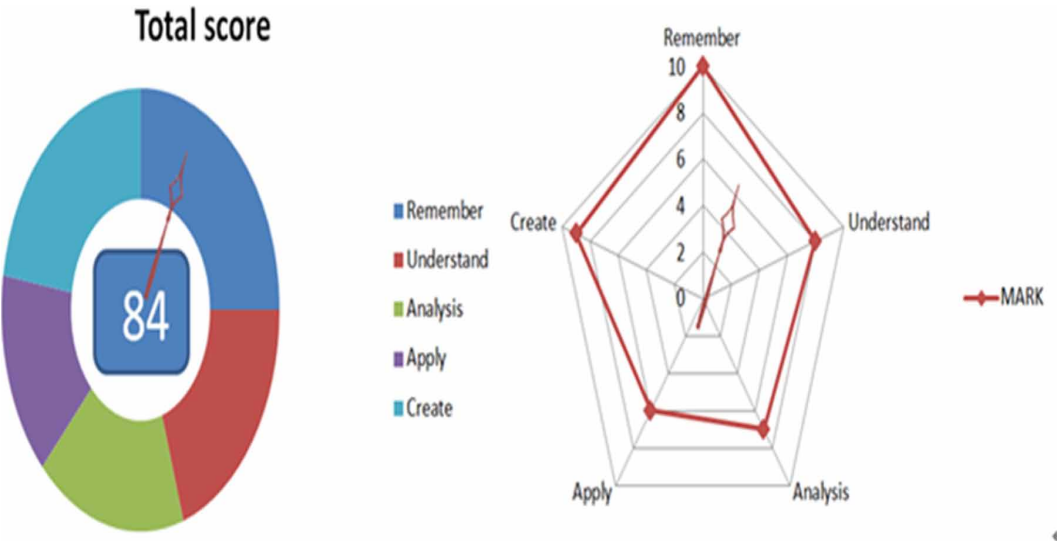 Total score
84
Remember
Understand
Analysis
Apply
Create
Remember
10
8
6
4
2
0
Create
Understand
Apply
Analysis
MARK